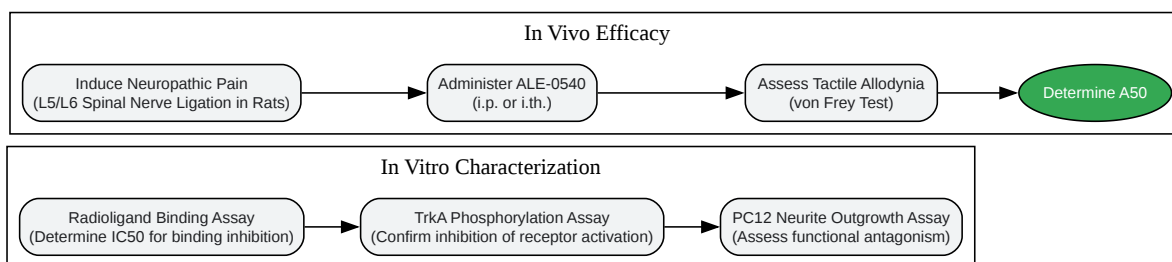 In Vivo Efficacy
Induce Neuropathic Pain
(L5/L6 Spinal Nerve Ligation in Rats)
Administer ALE-0540
(i.p. or i.th.)
Assess Tactile Allodynia
(von Frey Test)
Determine A50
In Vitro Characterization
Radioligand Binding Assay
(Determine IC50 for binding inhibition)
TrkA Phosphorylation Assay
(Confirm inhibition of receptor activation)
PC12 Neurite Outgrowth Assay
(Assess functional antagonism)